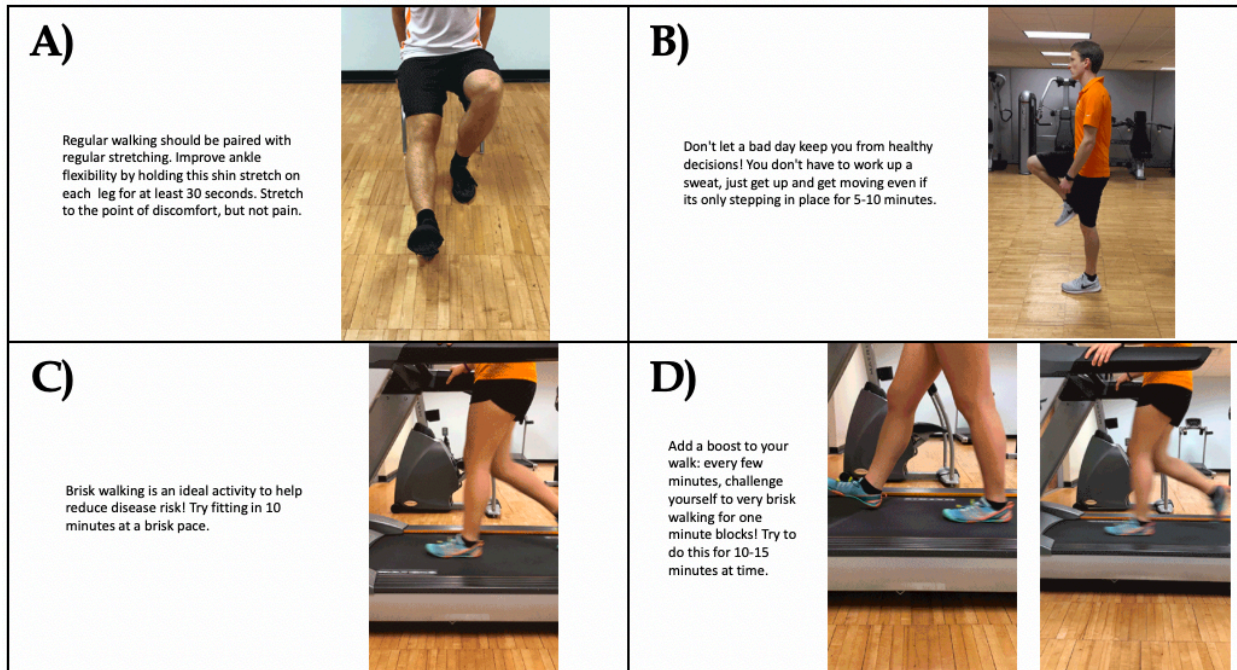 A)
Regular walking should be paired with
regular stretching. Improve ankle
flexibility by holding this shin stretch on
each leg for at least 30 seconds. Stretch
to the point of discomfort, but not pain.
B)
Don't let a bad day keep you from healthy
decisions! You don't have to work up a
sweat, just get up and get moving even if
its only stepping in place for 5-10 minutes.
C)
Brisk walking is an ideal activity to help
reduce disease risk! Try fitting in 10
minutes at a brisk pace.
D)
Add a boost to your
walk: every few
minutes, challenge
yourself to very brisk
walking for one
minute blocks! Try to
do this for 10-15
minutes at time.